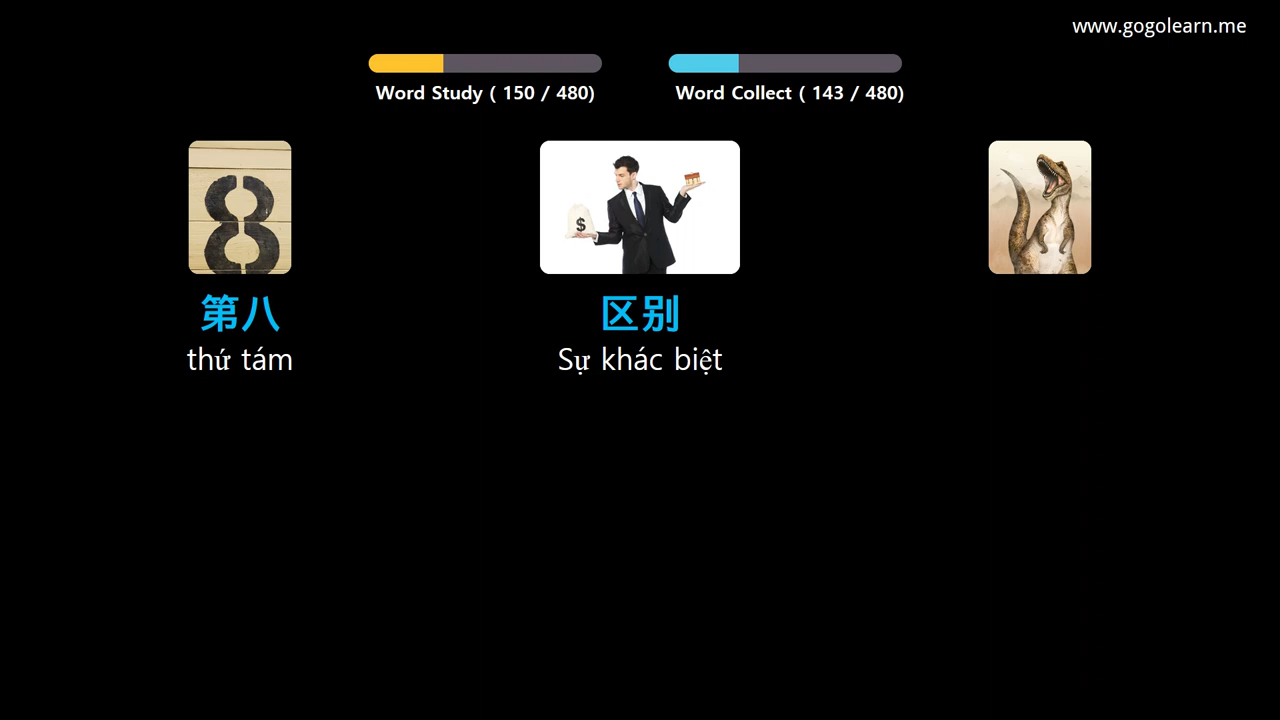 www.gogolearn.me
Word Study ( 150 / 480)
Word Collect ( 143 / 480)
8
$
第八
thứ tám
区别
Sự khác biệt